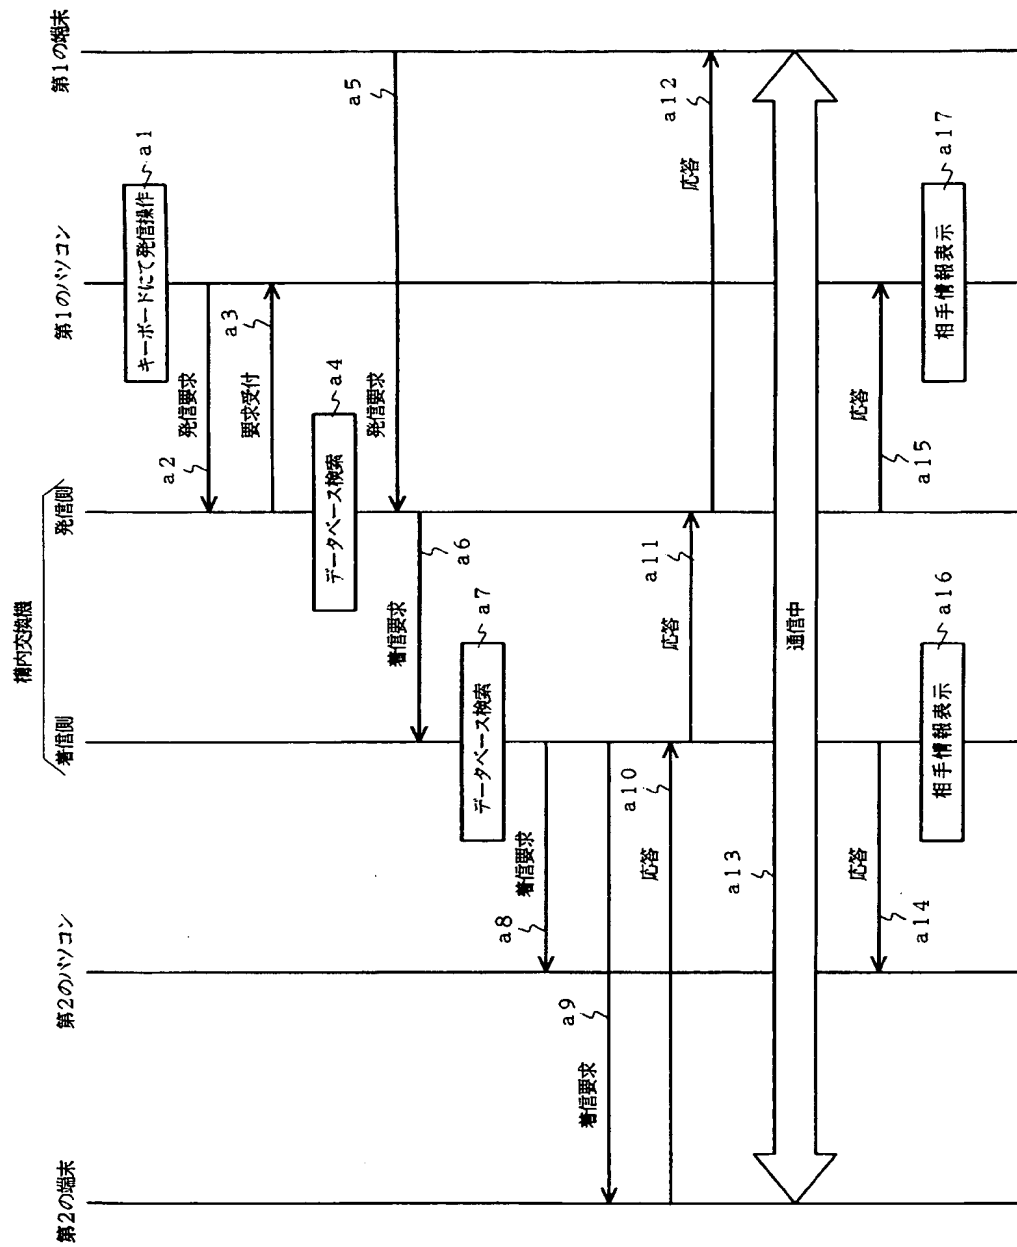 構内交換機
第2の端末
第2のパソコン
着信側
発信側
第1のパソコン
第1の端末
キーボードにて発信操作
a1
a2
発信要求
要求受付
a3
データベース検索
a4
発信要求
a5
着信要求
a6
データベース検索
a7
a8
着信要求
着信要求
a9
応答
a10
応答
a11
応答
a12
a13
通信中
応答
a14
応答
a15
相手情報表示
a16
相手情報表示
a17